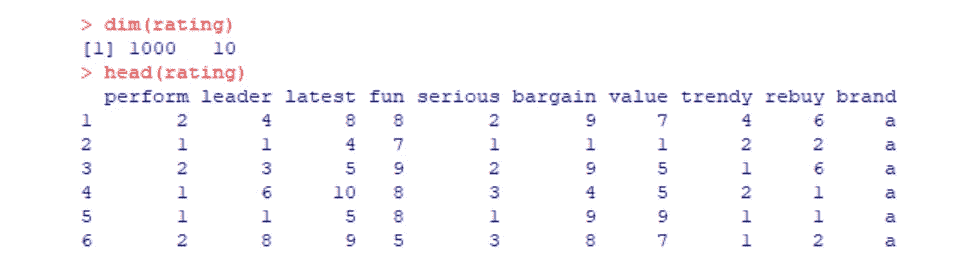 > dim(rating)
[1] 1000   10
> head(rating)
  perform leader latest fun serious bargain value trendy rebuy brand
1       2      4      8   8       2       9     7      4     6     a
2       1      1      4   7       1       1     1      2     2     a
3       2      3      5   9       2       9     5      1     6     a
4       1      6     10   8       3       4     5      2     1     a
5       1      1      5   8       1       9     9      1     1     a
6       2      8      9   5       3       8     7      1     2     a